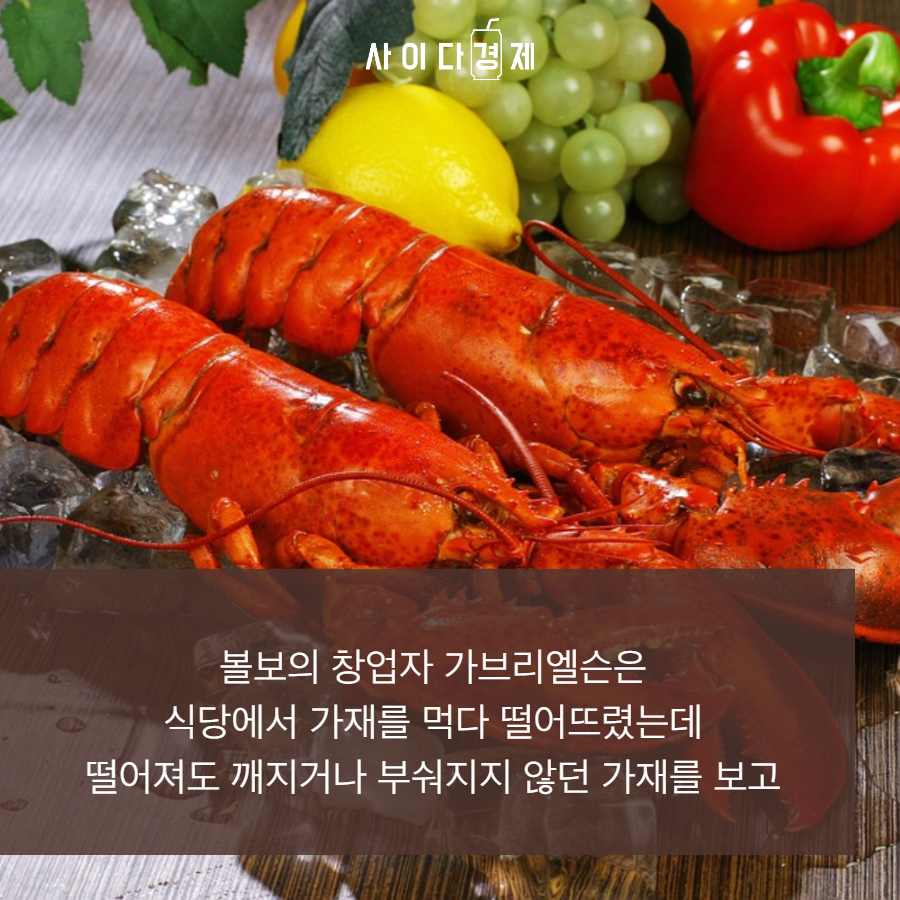 사이다경제
볼보의 창업자 가브리엘슨은
식당에서 가재를 먹다 떨어뜨렸는데
떨어져도 깨지거나 부숴지지 않던 가재를 보고